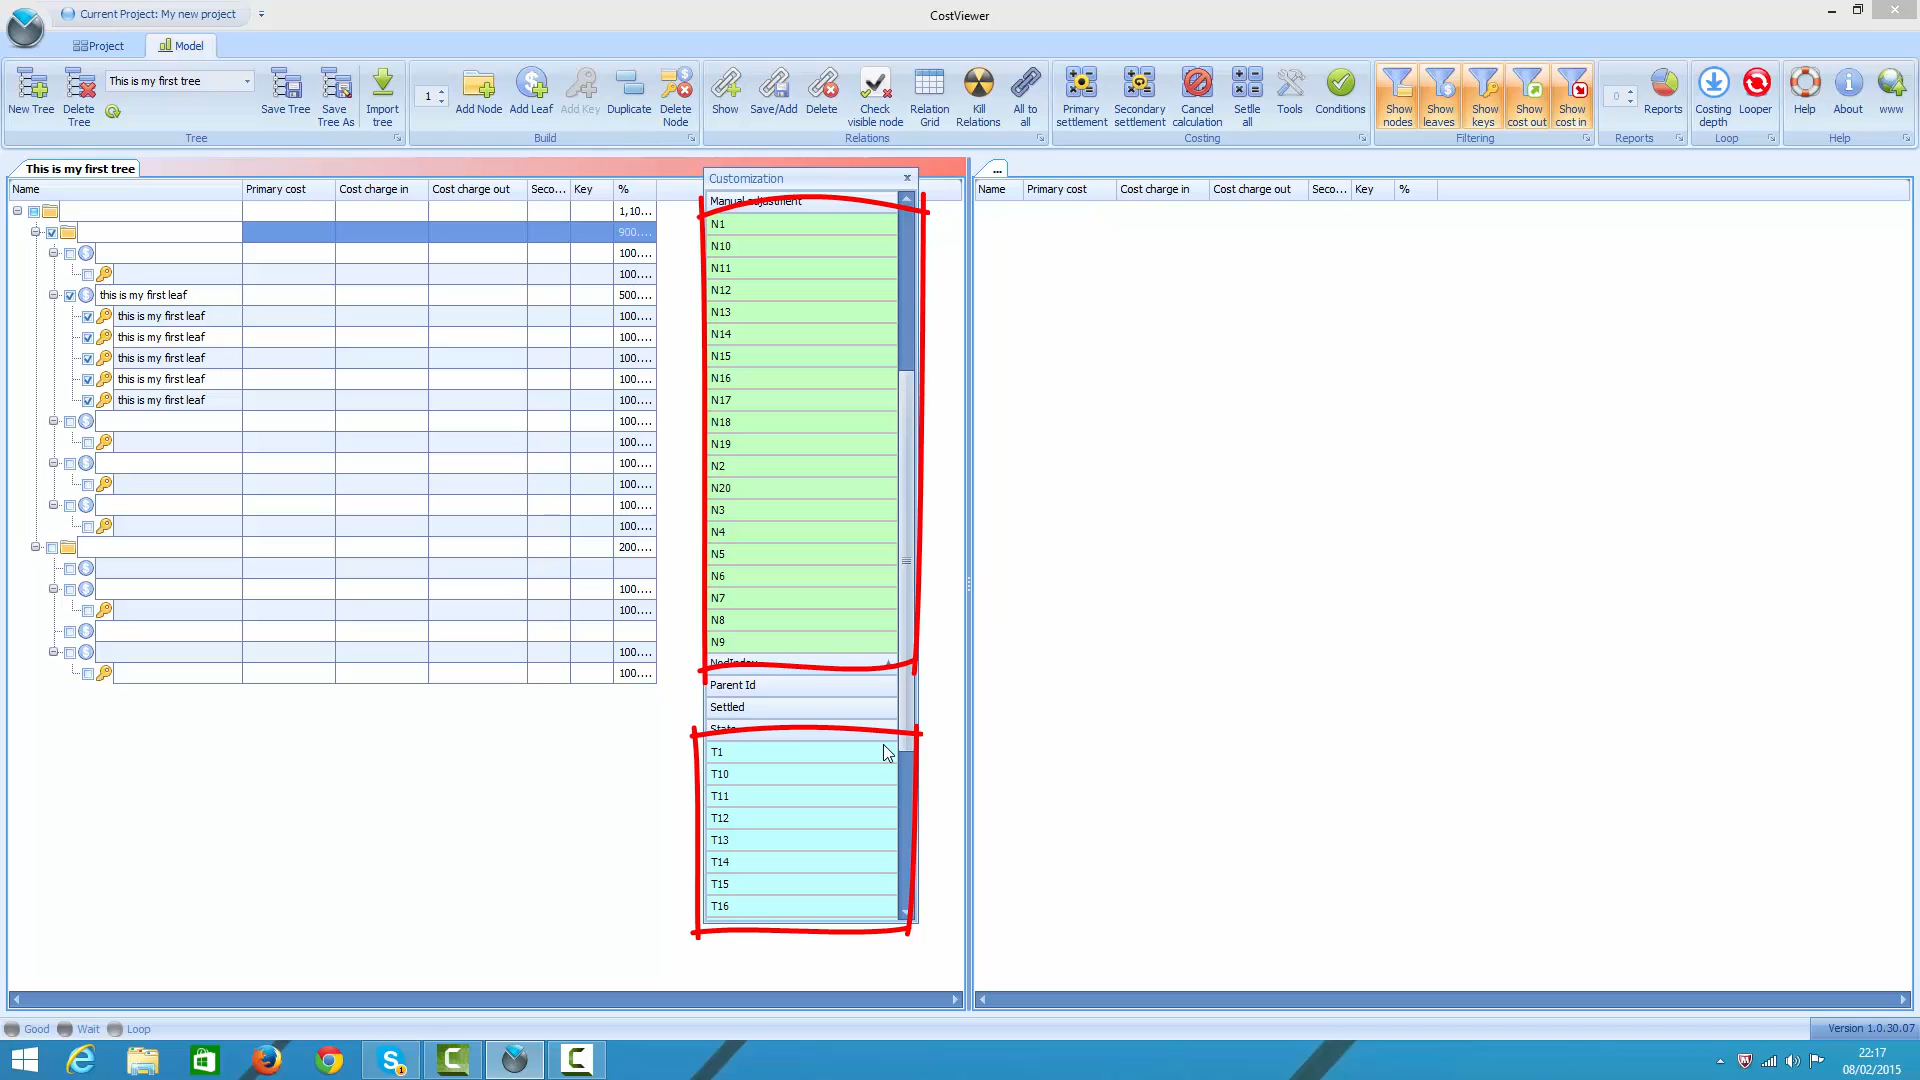 Current Project: My new project
CostViewer
Project
Model
New Tree
Delete Tree
This is my first tree
Save Tree
Save Tree As
Import tree
Tree
1
Add Node
Add Leaf
Add Key
Duplicate
Delete Node
Build
Show
Save/Add
Delete
Check visible node
Relation Grid
Kill Relations
All to all
Relations
Primary settlement
Secondary settlement
Cancel calculation
Setlle all
Tools
Conditions
Costing
Show nodes
Show leaves
Show keys
Show cost out
Show cost in
Filtering
0
Reports
Reports
Costing depth
Looper
Loop
Help
About
www
Help
This is my first tree
Name Primary cost Cost charge in Cost charge out Seco... Key %
1,10...
900....
100....
100....
this is my first leaf 500....
this is my first leaf 100....
this is my first leaf 100....
this is my first leaf 100....
this is my first leaf 100....
this is my first leaf 100....
100....
100....
100....
100....
100....
100....
200....
100....
100....
100....
100....
Customization
Manual adjustment
N1
N10
N11
N12
N13
N14
N15
N16
N17
N18
N19
N2
N20
N3
N4
N5
N6
N7
N8
N9
NodIndex
Parent Id
Settled
State
T1
T10
T11
T12
T13
T14
T15
T16
...
Name Primary cost Cost charge in Cost charge out Seco... Key %
Good Wait Loop
Version 1.0.30.07
22:17
08/02/2015